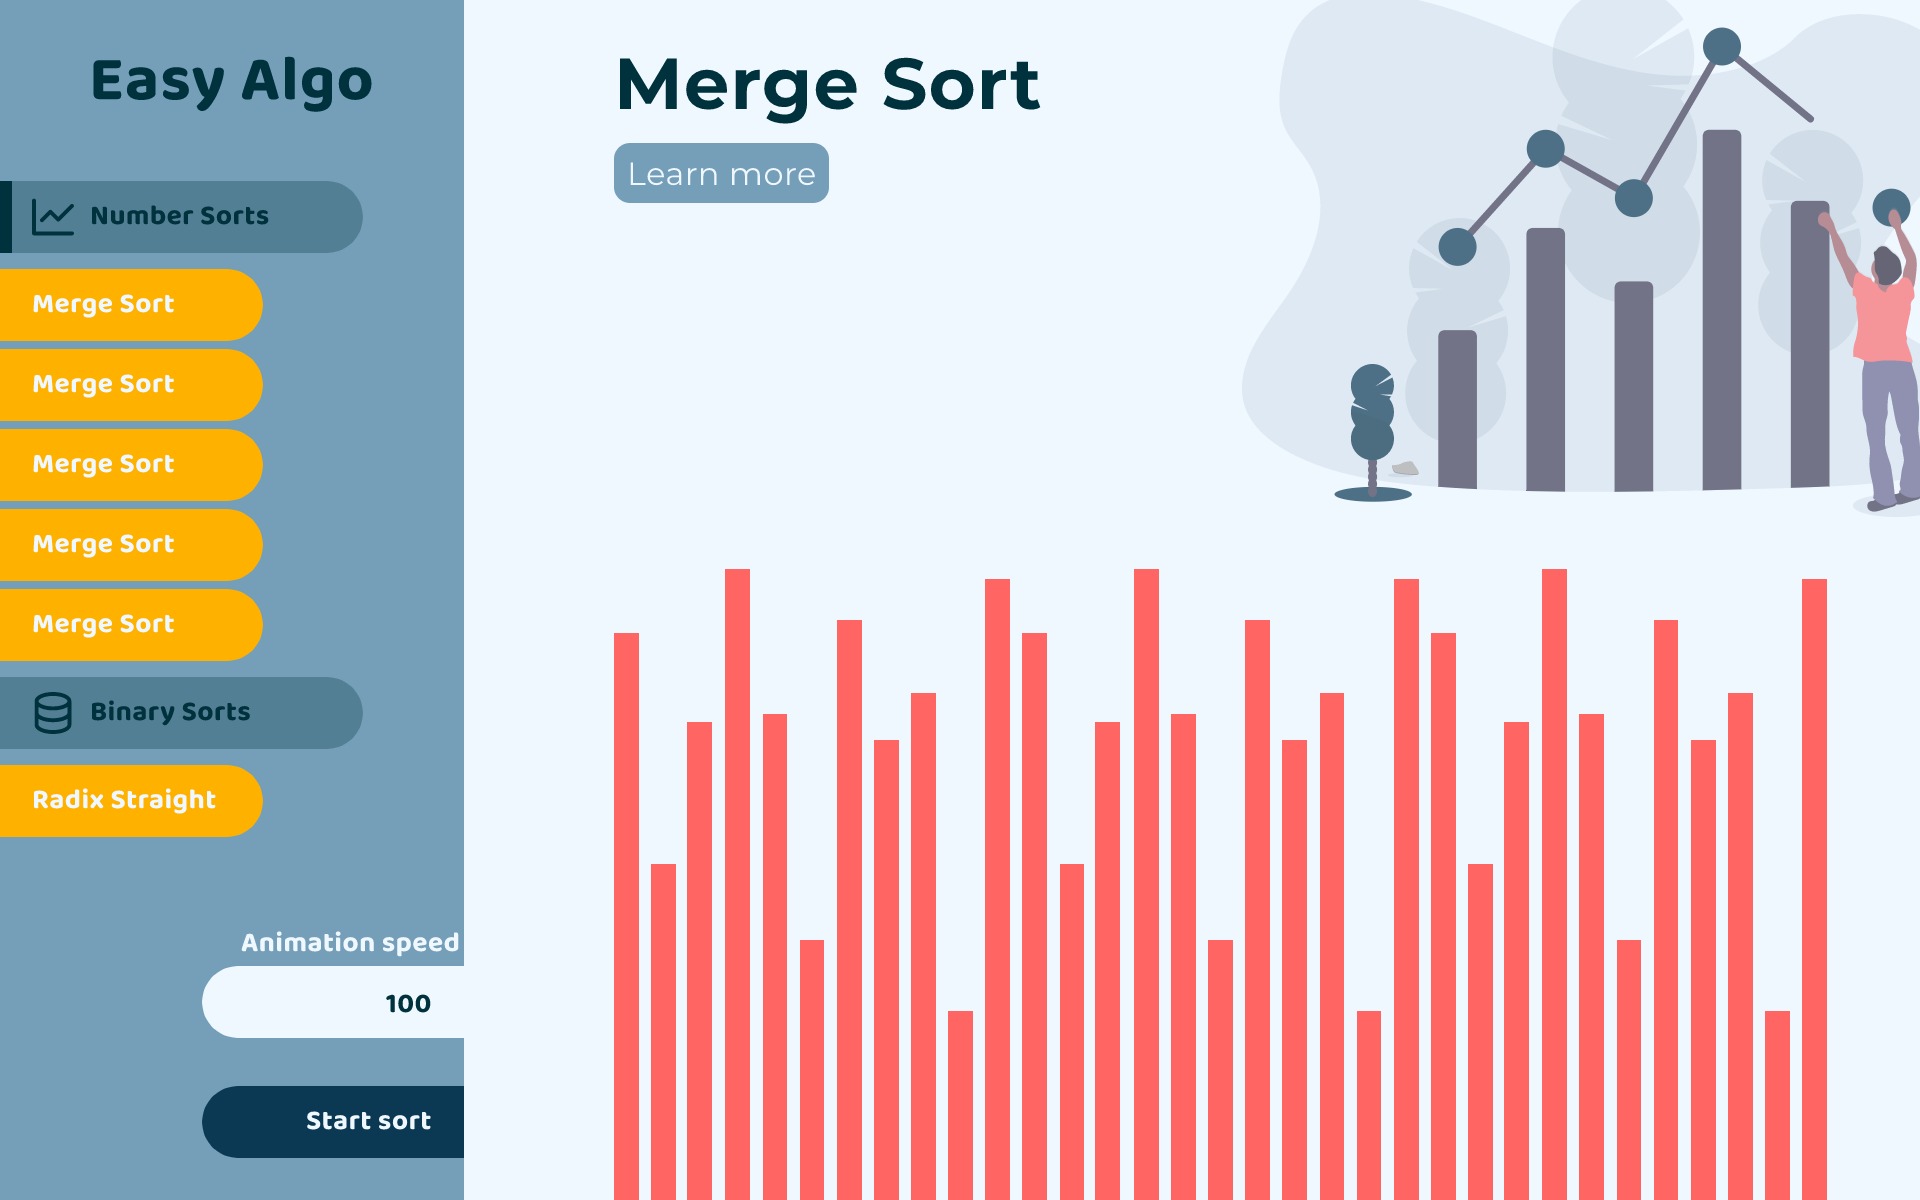 Easy Algo
Number Sorts
Merge Sort
Merge Sort
Merge Sort
Merge Sort
Merge Sort
Binary Sorts
Radix Straight
Animation speed
100
Start sort
Merge Sort
Learn more